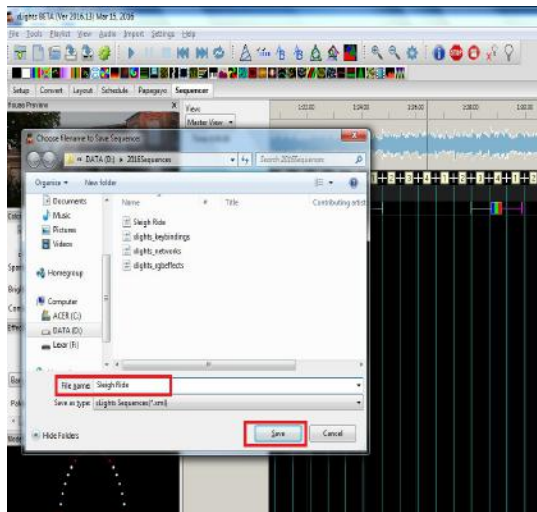 xLights BETA (Ver 2016.13) Mar 15, 2016
File Tools Playlist View Audio Import Settings Help
Setup Convert Layout Schedule Papagayo Sequencer
House Preview X
View:
Master View
Choose Filename to Save Sequences
DATA (D:) 2016Sequences
Search 2016Sequences
Organize New folder
Documents
Music
Pictures
Videos
Homegroup
Computer
ACER (C:)
DATA (D:)
Lexar (F:)
Name # Title Contributing artist
Sleigh Ride
xlights_keybindings
xlights_networks
xlights_rgbeffects
File name: Sleigh Ride
Save as type: xLights Sequences(*.xml)
Hide Folders
Save Cancel